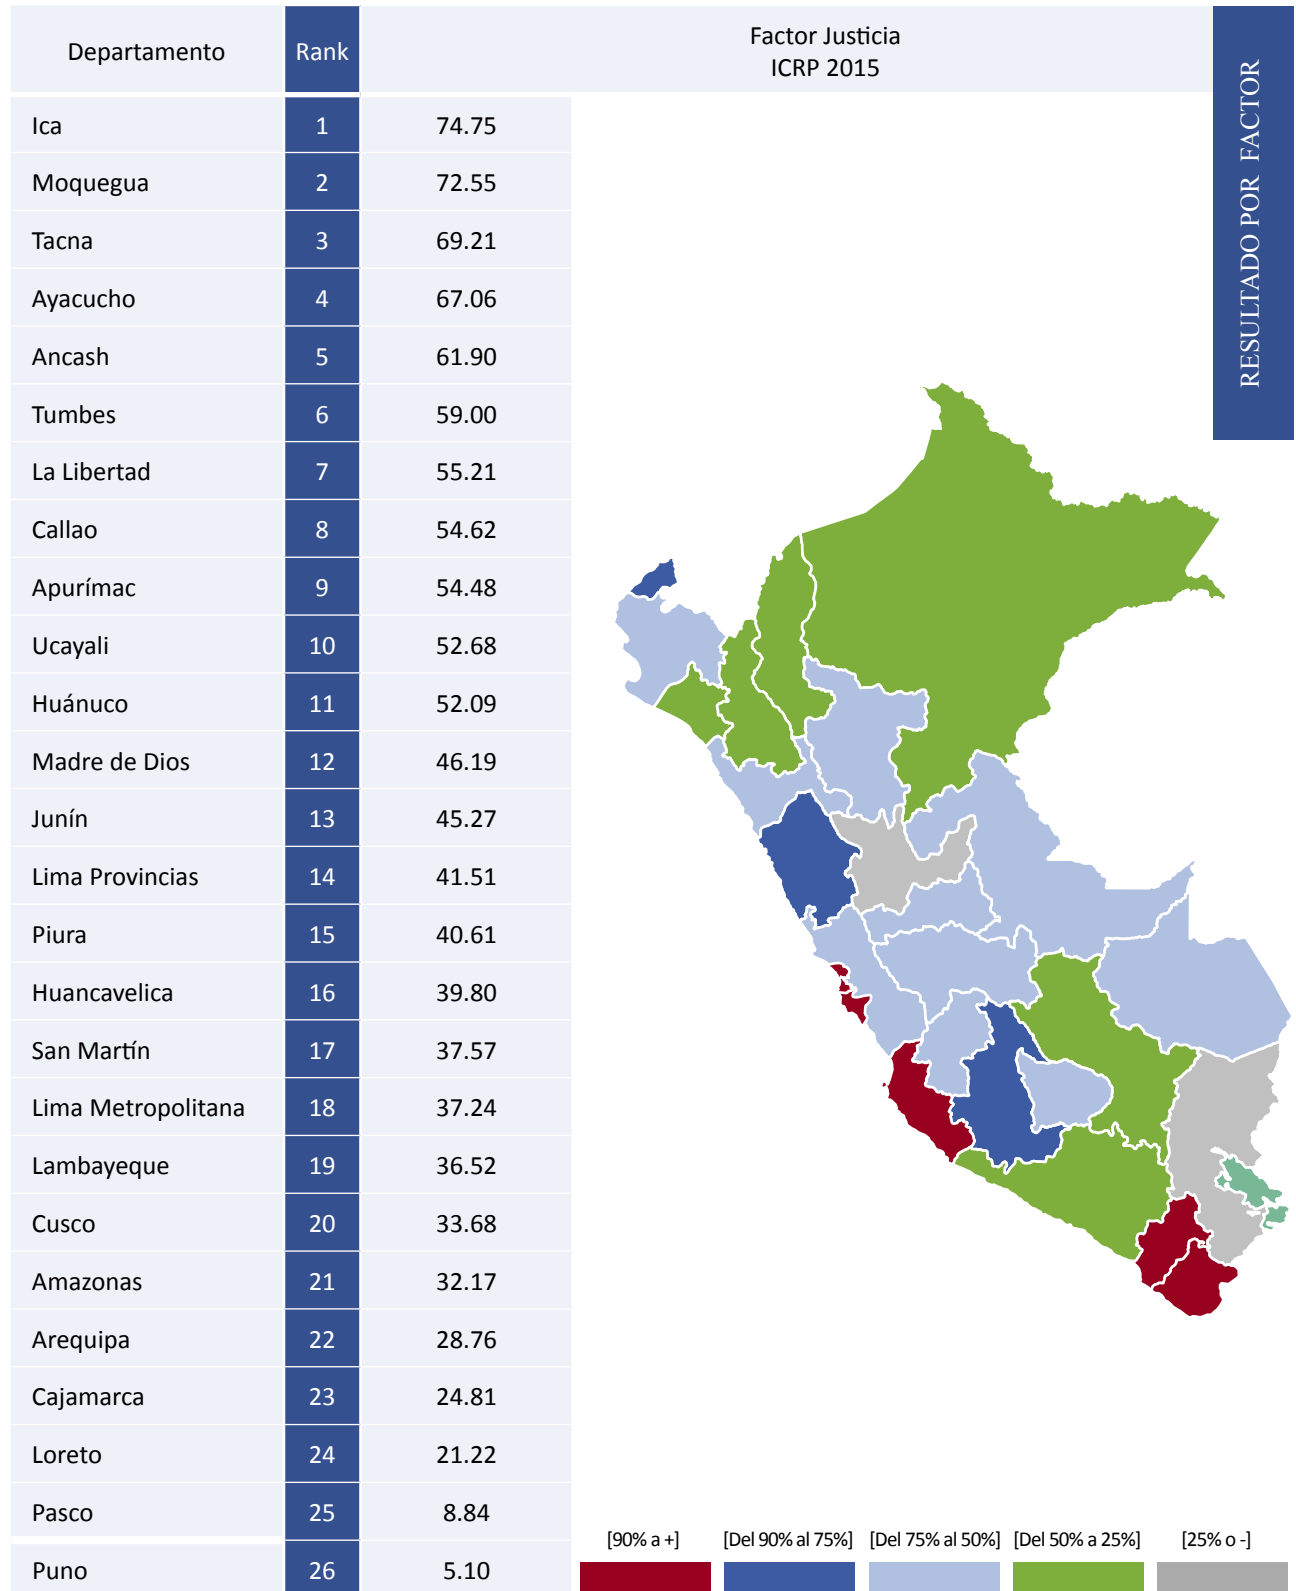 Departamento Rank Factor Justicia
ICRP 2015
RESULTADO POR FACTOR
Ica 1 74.75
Moquegua 2 72.55
Tacna 3 69.21
Ayacucho 4 67.06
Ancash 5 61.90
Tumbes 6 59.00
La Libertad 7 55.21
Callao 8 54.62
Apurímac 9 54.48
Ucayali 10 52.68
Huánuco 11 52.09
Madre de Dios 12 46.19
Junín 13 45.27
Lima Provincias 14 41.51
Piura 15 40.61
Huancavelica 16 39.80
San Martín 17 37.57
Lima Metropolitana 18 37.24
Lambayeque 19 36.52
Cusco 20 33.68
Amazonas 21 32.17
Arequipa 22 28.76
Cajamarca 23 24.81
Loreto 24 21.22
Pasco 25 8.84
Puno 26 5.10
[90% a +] [Del 90% al 75%] [Del 75% al 50%] [Del 50% a 25%] [25% o -]